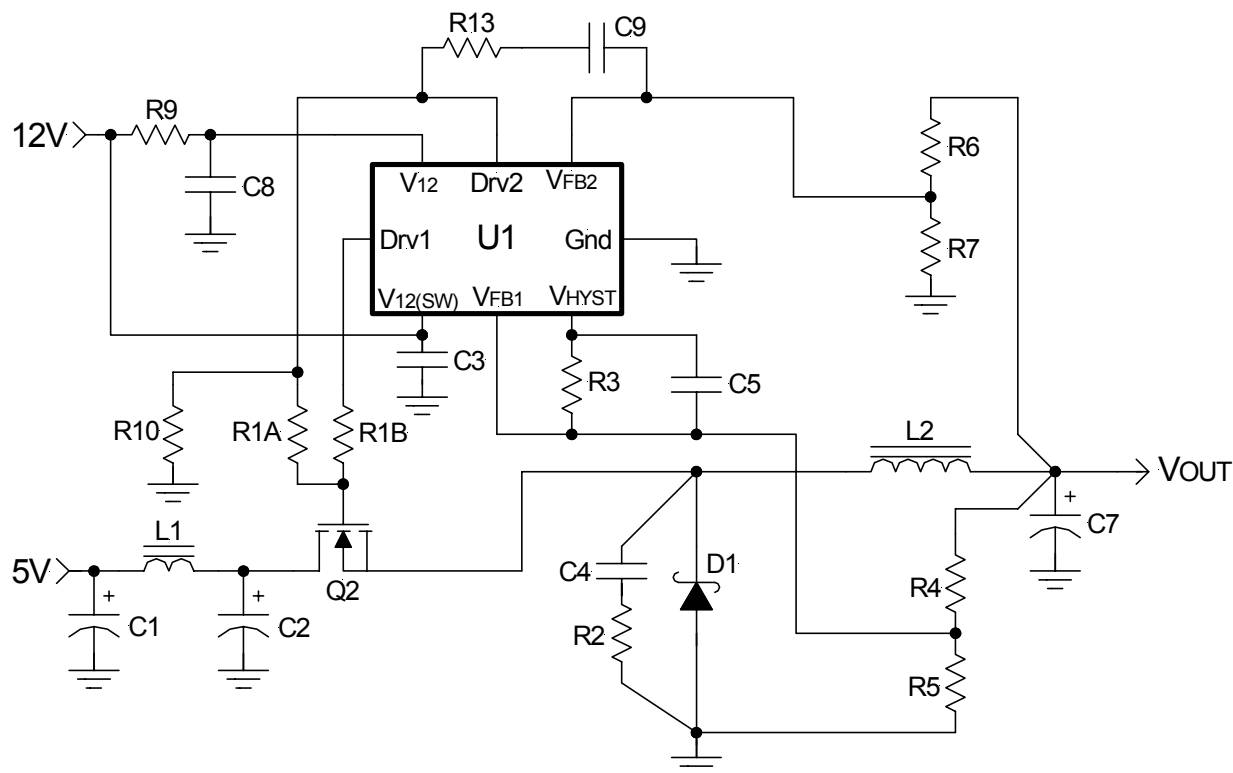 R13
C9
R9
12V
C8
V12
Drv2
VFB2
R6
Drv1
U1
Gnd
R7
V12(SW)
VFB1
VHYST
C3
R3
C5
R10
R1A
R1B
L2
VOUT
+
C7
L1
5V
Q2
C4
D1
R4
+
C1
+
C2
R2
R5